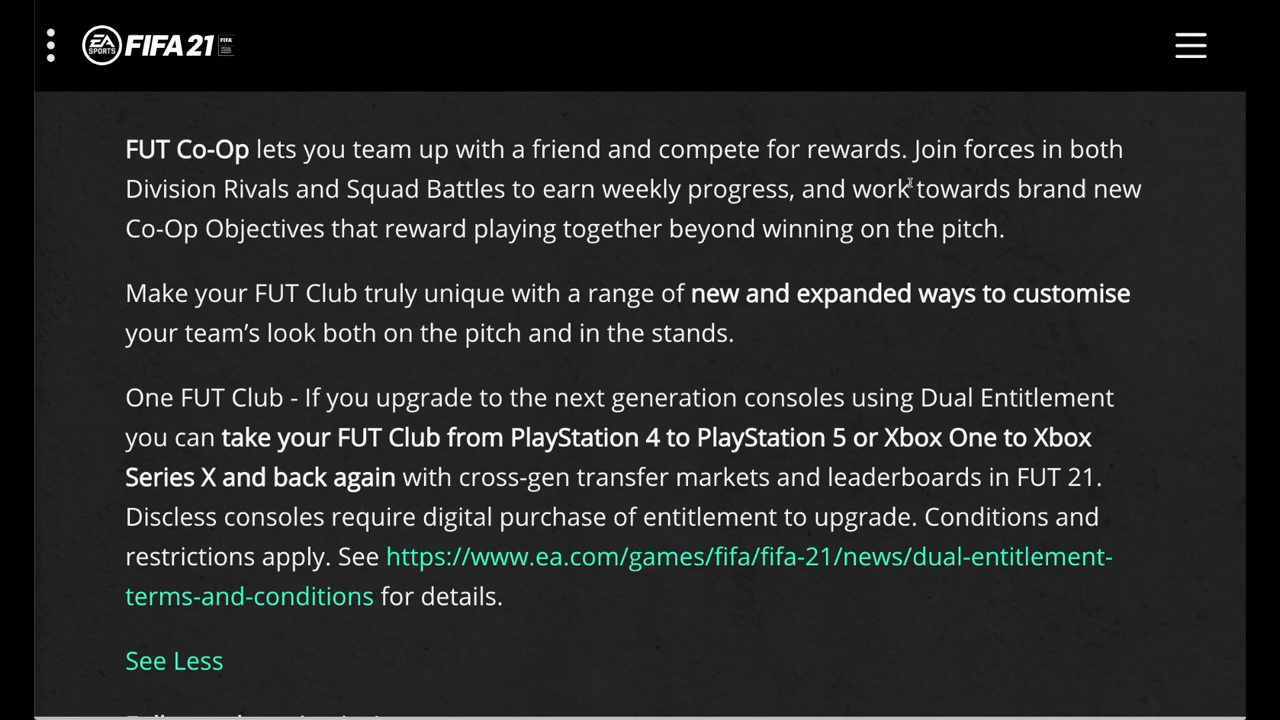 EA SPORTS FIFA 21 FIFA
FUT Co-Op lets you team up with a friend and compete for rewards. Join forces in both
Division Rivals and Squad Battles to earn weekly progress, and work towards brand new
Co-Op Objectives that reward playing together beyond winning on the pitch.
Make your FUT Club truly unique with a range of new and expanded ways to customise
your team’s look both on the pitch and in the stands.
One FUT Club - If you upgrade to the next generation consoles using Dual Entitlement
you can take your FUT Club from PlayStation 4 to PlayStation 5 or Xbox One to Xbox
Series X and back again with cross-gen transfer markets and leaderboards in FUT 21.
Discless consoles require digital purchase of entitlement to upgrade. Conditions and
restrictions apply. See https://www.ea.com/games/fifa/fifa-21/news/dual-entitlement-
terms-and-conditions for details.
See Less